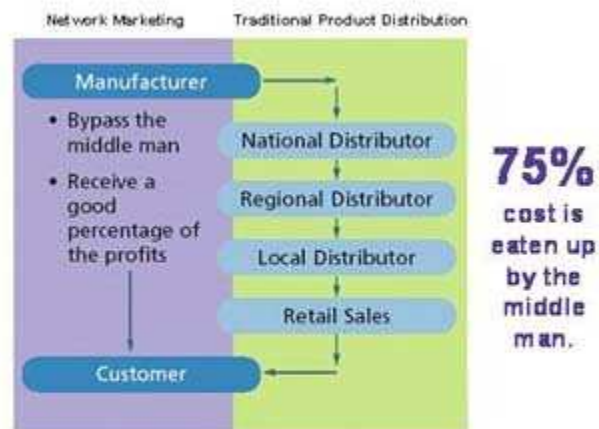 Network Marketing
Traditional Product Distribution
Manufacturer
• Bypass the
middle man
• Receive a
good
percentage of
the profits
National Distributor
Regional Distributor
Local Distributor
Retail Sales
Customer
75%
cost is
eaten up
by the
middle
man.